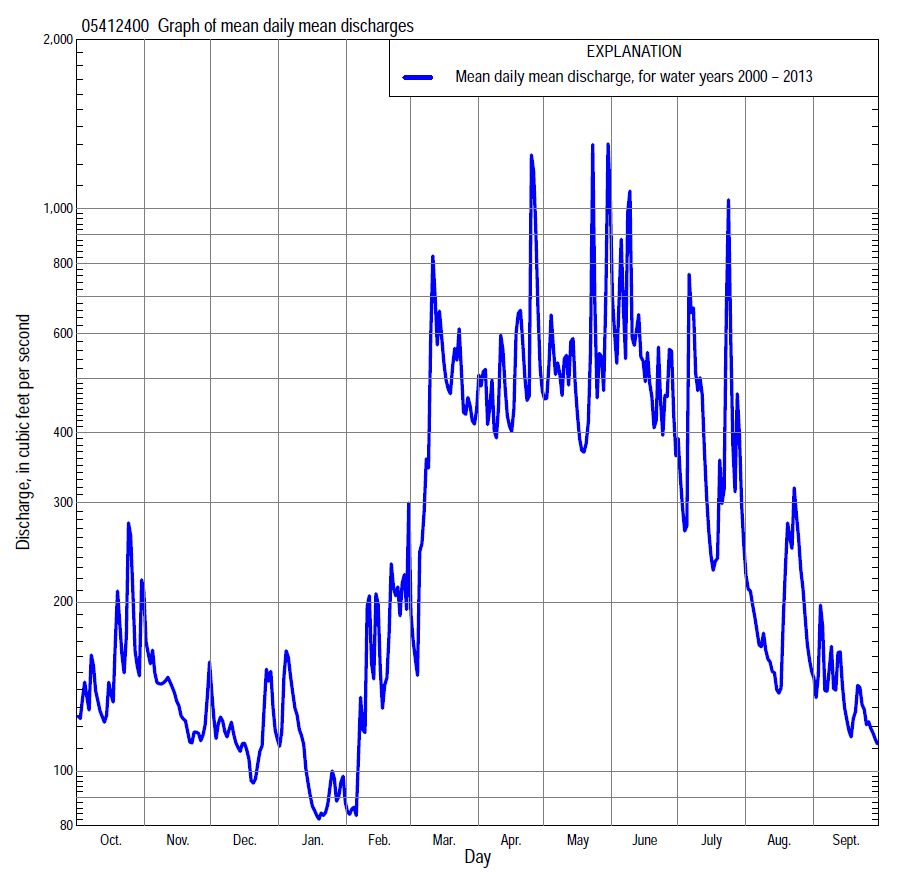 05412400 Graph of mean daily mean discharges
EXPLANATION
Mean daily mean discharge, for water years 2000 – 2013
Discharge, in cubic feet per second
2,000
1,000
800
600
400
300
200
100
80
Oct. Nov. Dec. Jan. Feb. Mar. Apr. May June July Aug. Sept.
Day